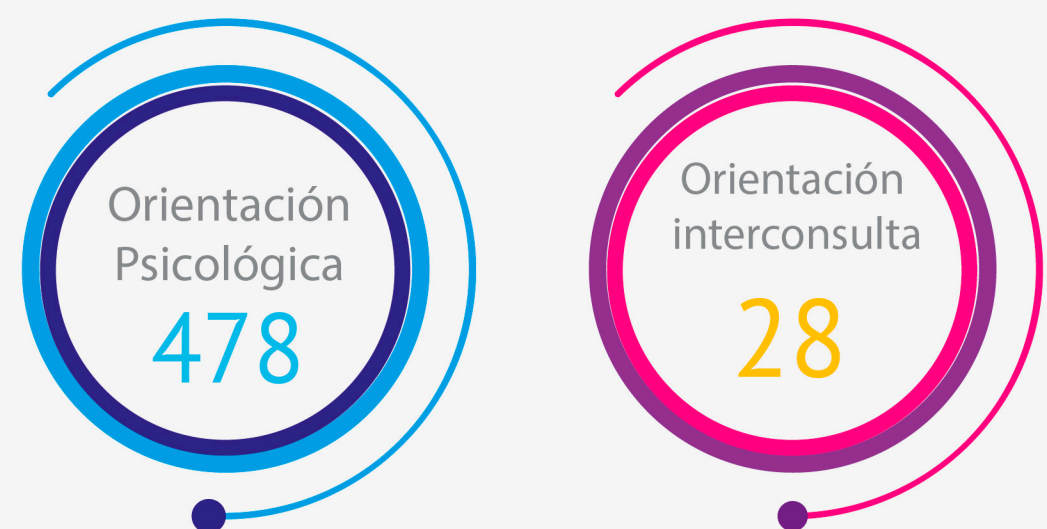 Orientación
Psicológica
478
Orientación
interconsulta
28